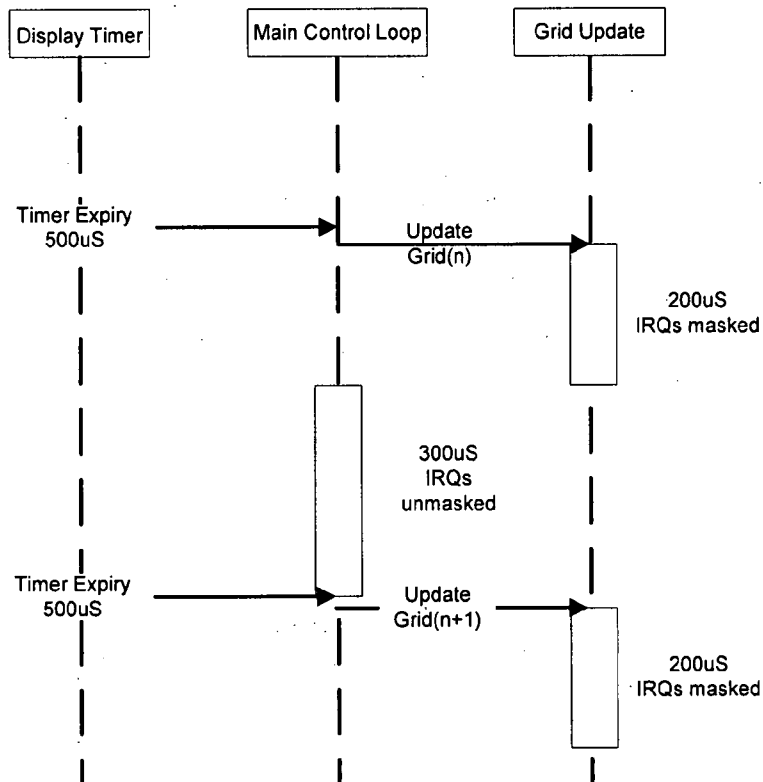 Display Timer
Main Control Loop
Grid Update
Timer Expiry
500uS
Update
Grid(n)
200uS
IRQs masked
300uS
IRQs
unmasked
Timer Expiry
500uS
Update
Grid(n+1)
200uS
IRQs masked